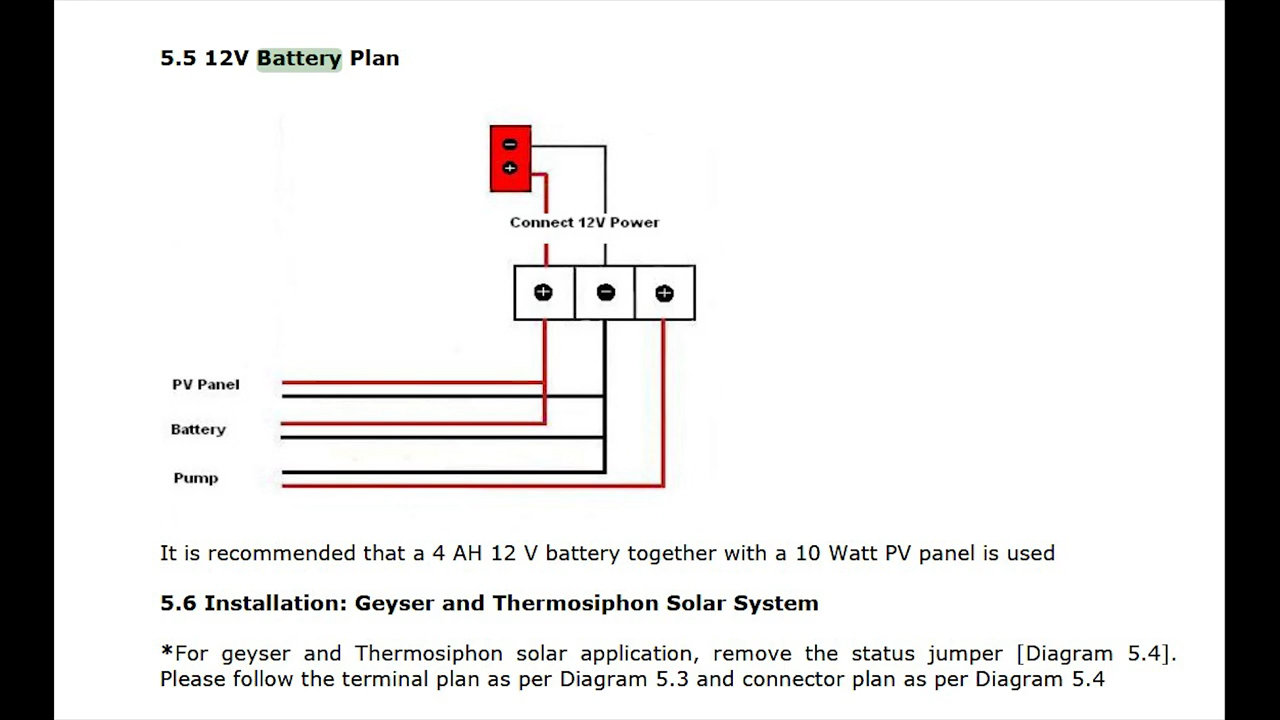 5.5 12V Battery Plan
−
+
Connect 12V Power
+ − +
PV Panel
Battery
Pump
It is recommended that a 4 AH 12 V battery together with a 10 Watt PV panel is used
5.6 Installation: Geyser and Thermosiphon Solar System
*For geyser and Thermosiphon solar application, remove the status jumper [Diagram 5.4].
Please follow the terminal plan as per Diagram 5.3 and connector plan as per Diagram 5.4